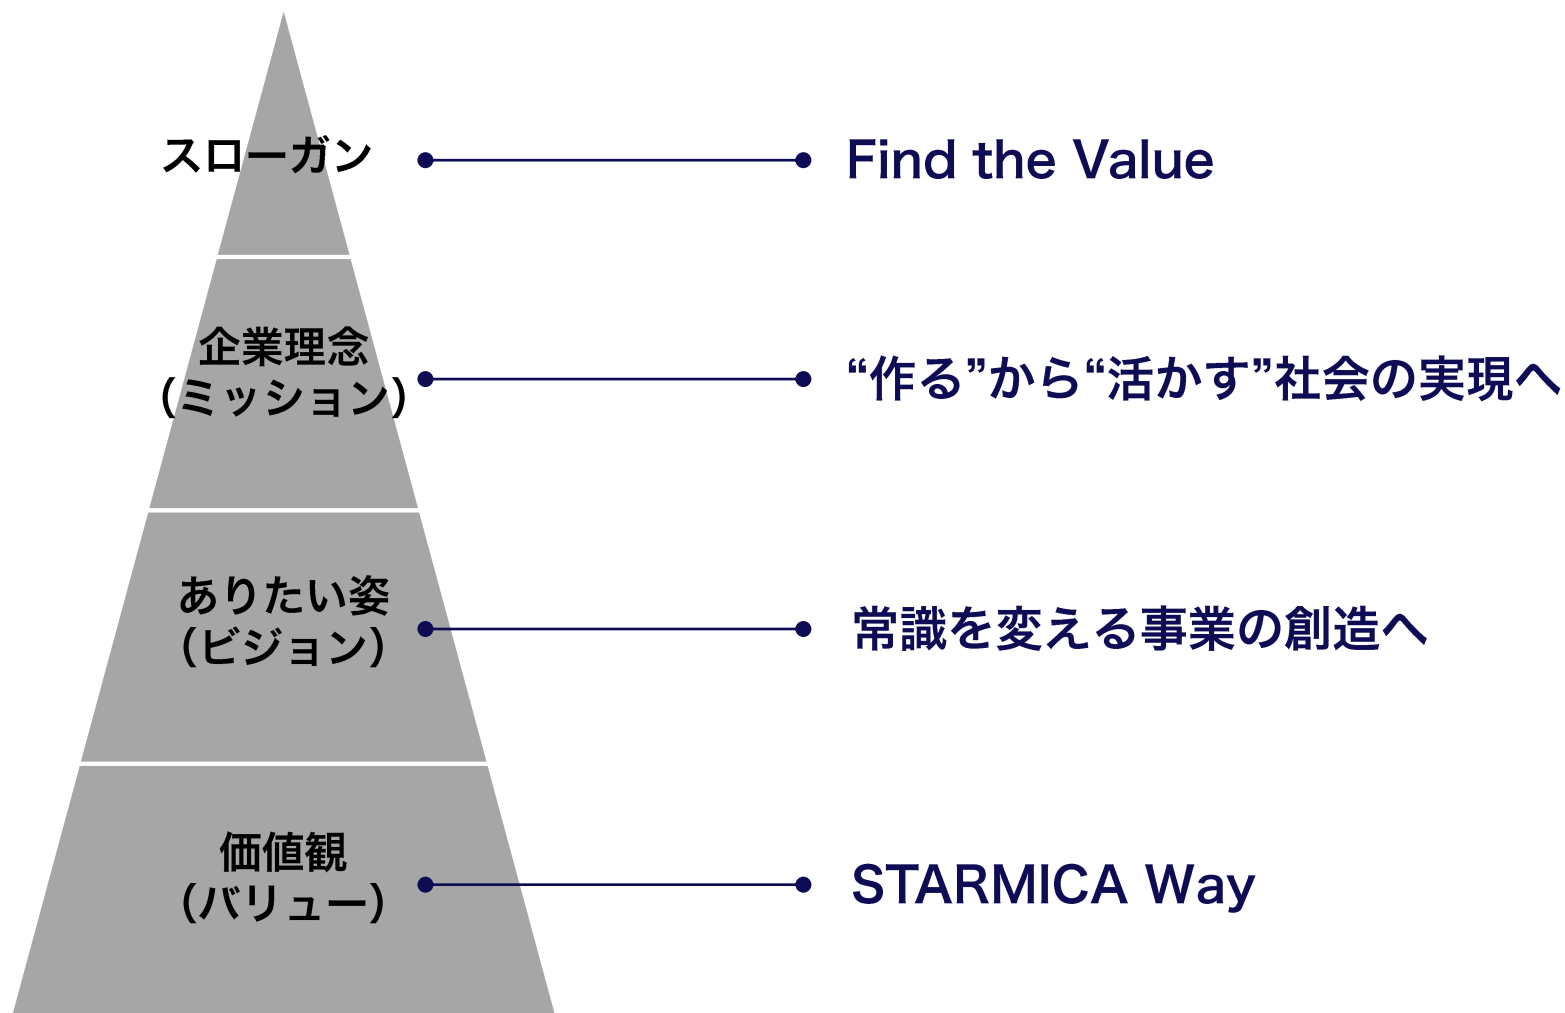 スローガン
Find the Value
企業理念
(ミッション)
“作る”から“活かす”社会の実現へ
ありたい姿
(ビジョン)
常識を変える事業の創造へ
価値観
(バリュー)
STARMICA Way